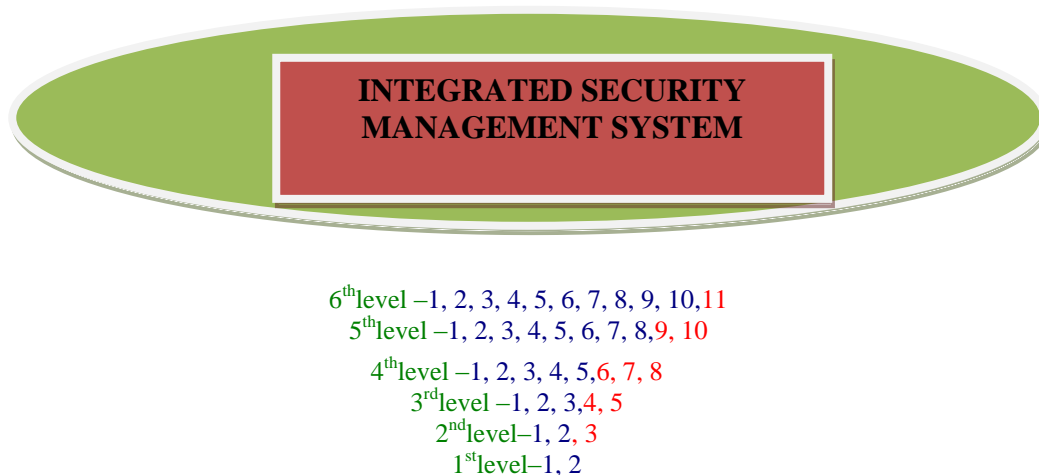 INTEGRATED SECURITY
MANAGEMENT SYSTEM
6thlevel –1, 2, 3, 4, 5, 6, 7, 8, 9, 10,11
5thlevel –1, 2, 3, 4, 5, 6, 7, 8,9, 10
4thlevel –1, 2, 3, 4, 5,6, 7, 8
3rdlevel –1, 2, 3,4, 5
2ndlevel–1, 2, 3
1stlevel–1, 2